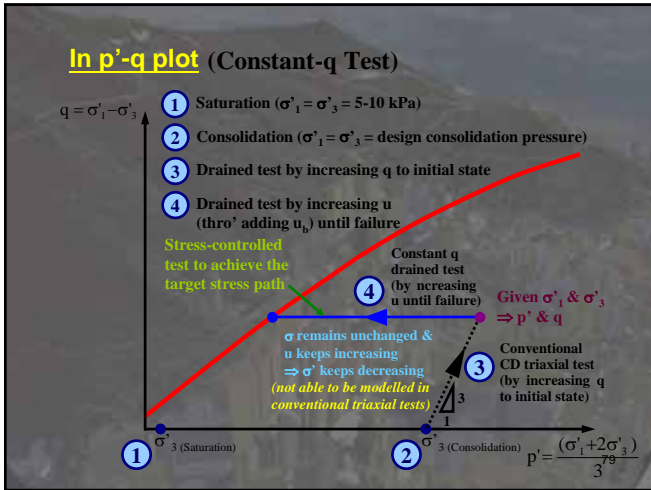 In p'-q plot (Constant-q Test)
q = σ'₁−σ'₃
1 Saturation (σ'₁ = σ'₃ = 5-10 kPa)
2 Consolidation (σ'₁ = σ'₃ = design consolidation pressure)
3 Drained test by increasing q to initial state
4 Drained test by increasing u
(thro' adding u_b) until failure
Stress-controlled
test to achieve the
target stress path
Constant q
drained test
(by ncreasing
u until failure)
4
Given σ'₁ & σ'₃
⇒ p' & q
σ remains unchanged &
u keeps increasing
⇒ σ' keeps decreasing
(not able to be modelled in
conventional triaxial tests)
Conventional
CD triaxial test
(by increasing q
to initial state)
3
3
1
1
σ'₃ (Saturation)
2
σ'₃ (Consolidation)
p'= (σ'₁+2σ'₃)
3
79